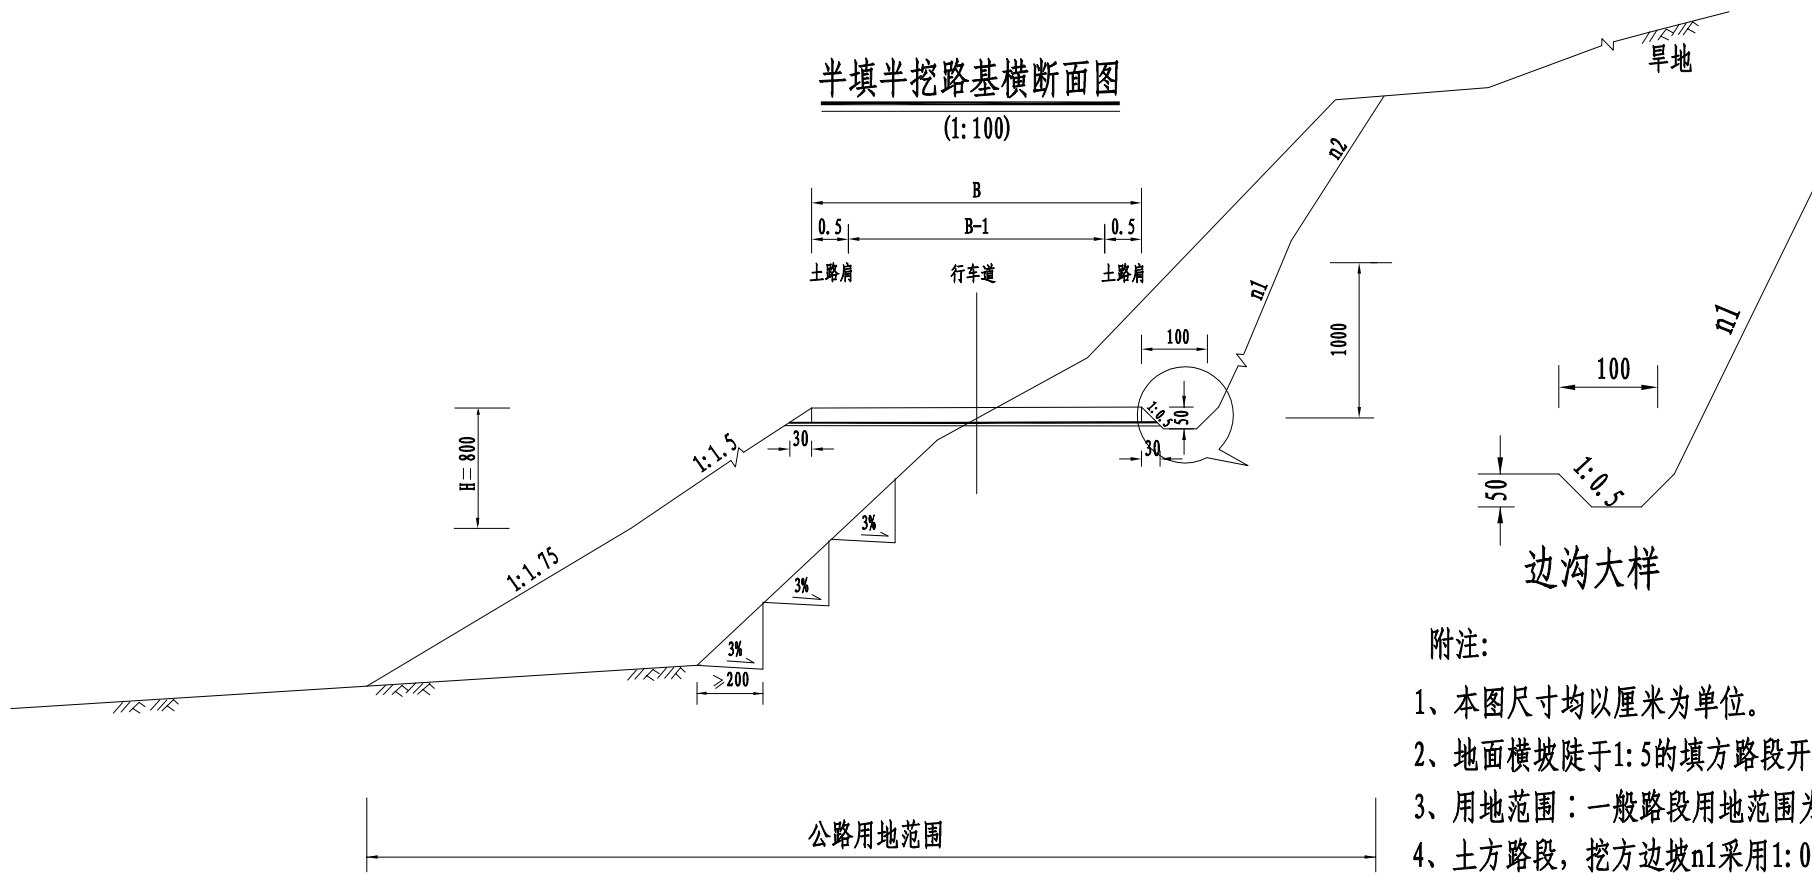 半填半挖路基横断面图
(1:100)
旱地
B
0.5
B-1
0.5
土路肩
行车道
土路肩
n2
n1
1000
100
1:0.5
50
30
30
H=800
1:1.5
1:1.75
3%
3%
3%
≥200
公路用地范围
n1
100
50
1:0.5
边沟大样
附注:
1、本图尺寸均以厘米为单位。
2、地面横坡陡于1:5的填方路段开
3、用地范围：一般路段用地范围为
4、土方路段，挖方边坡n1采用1:0